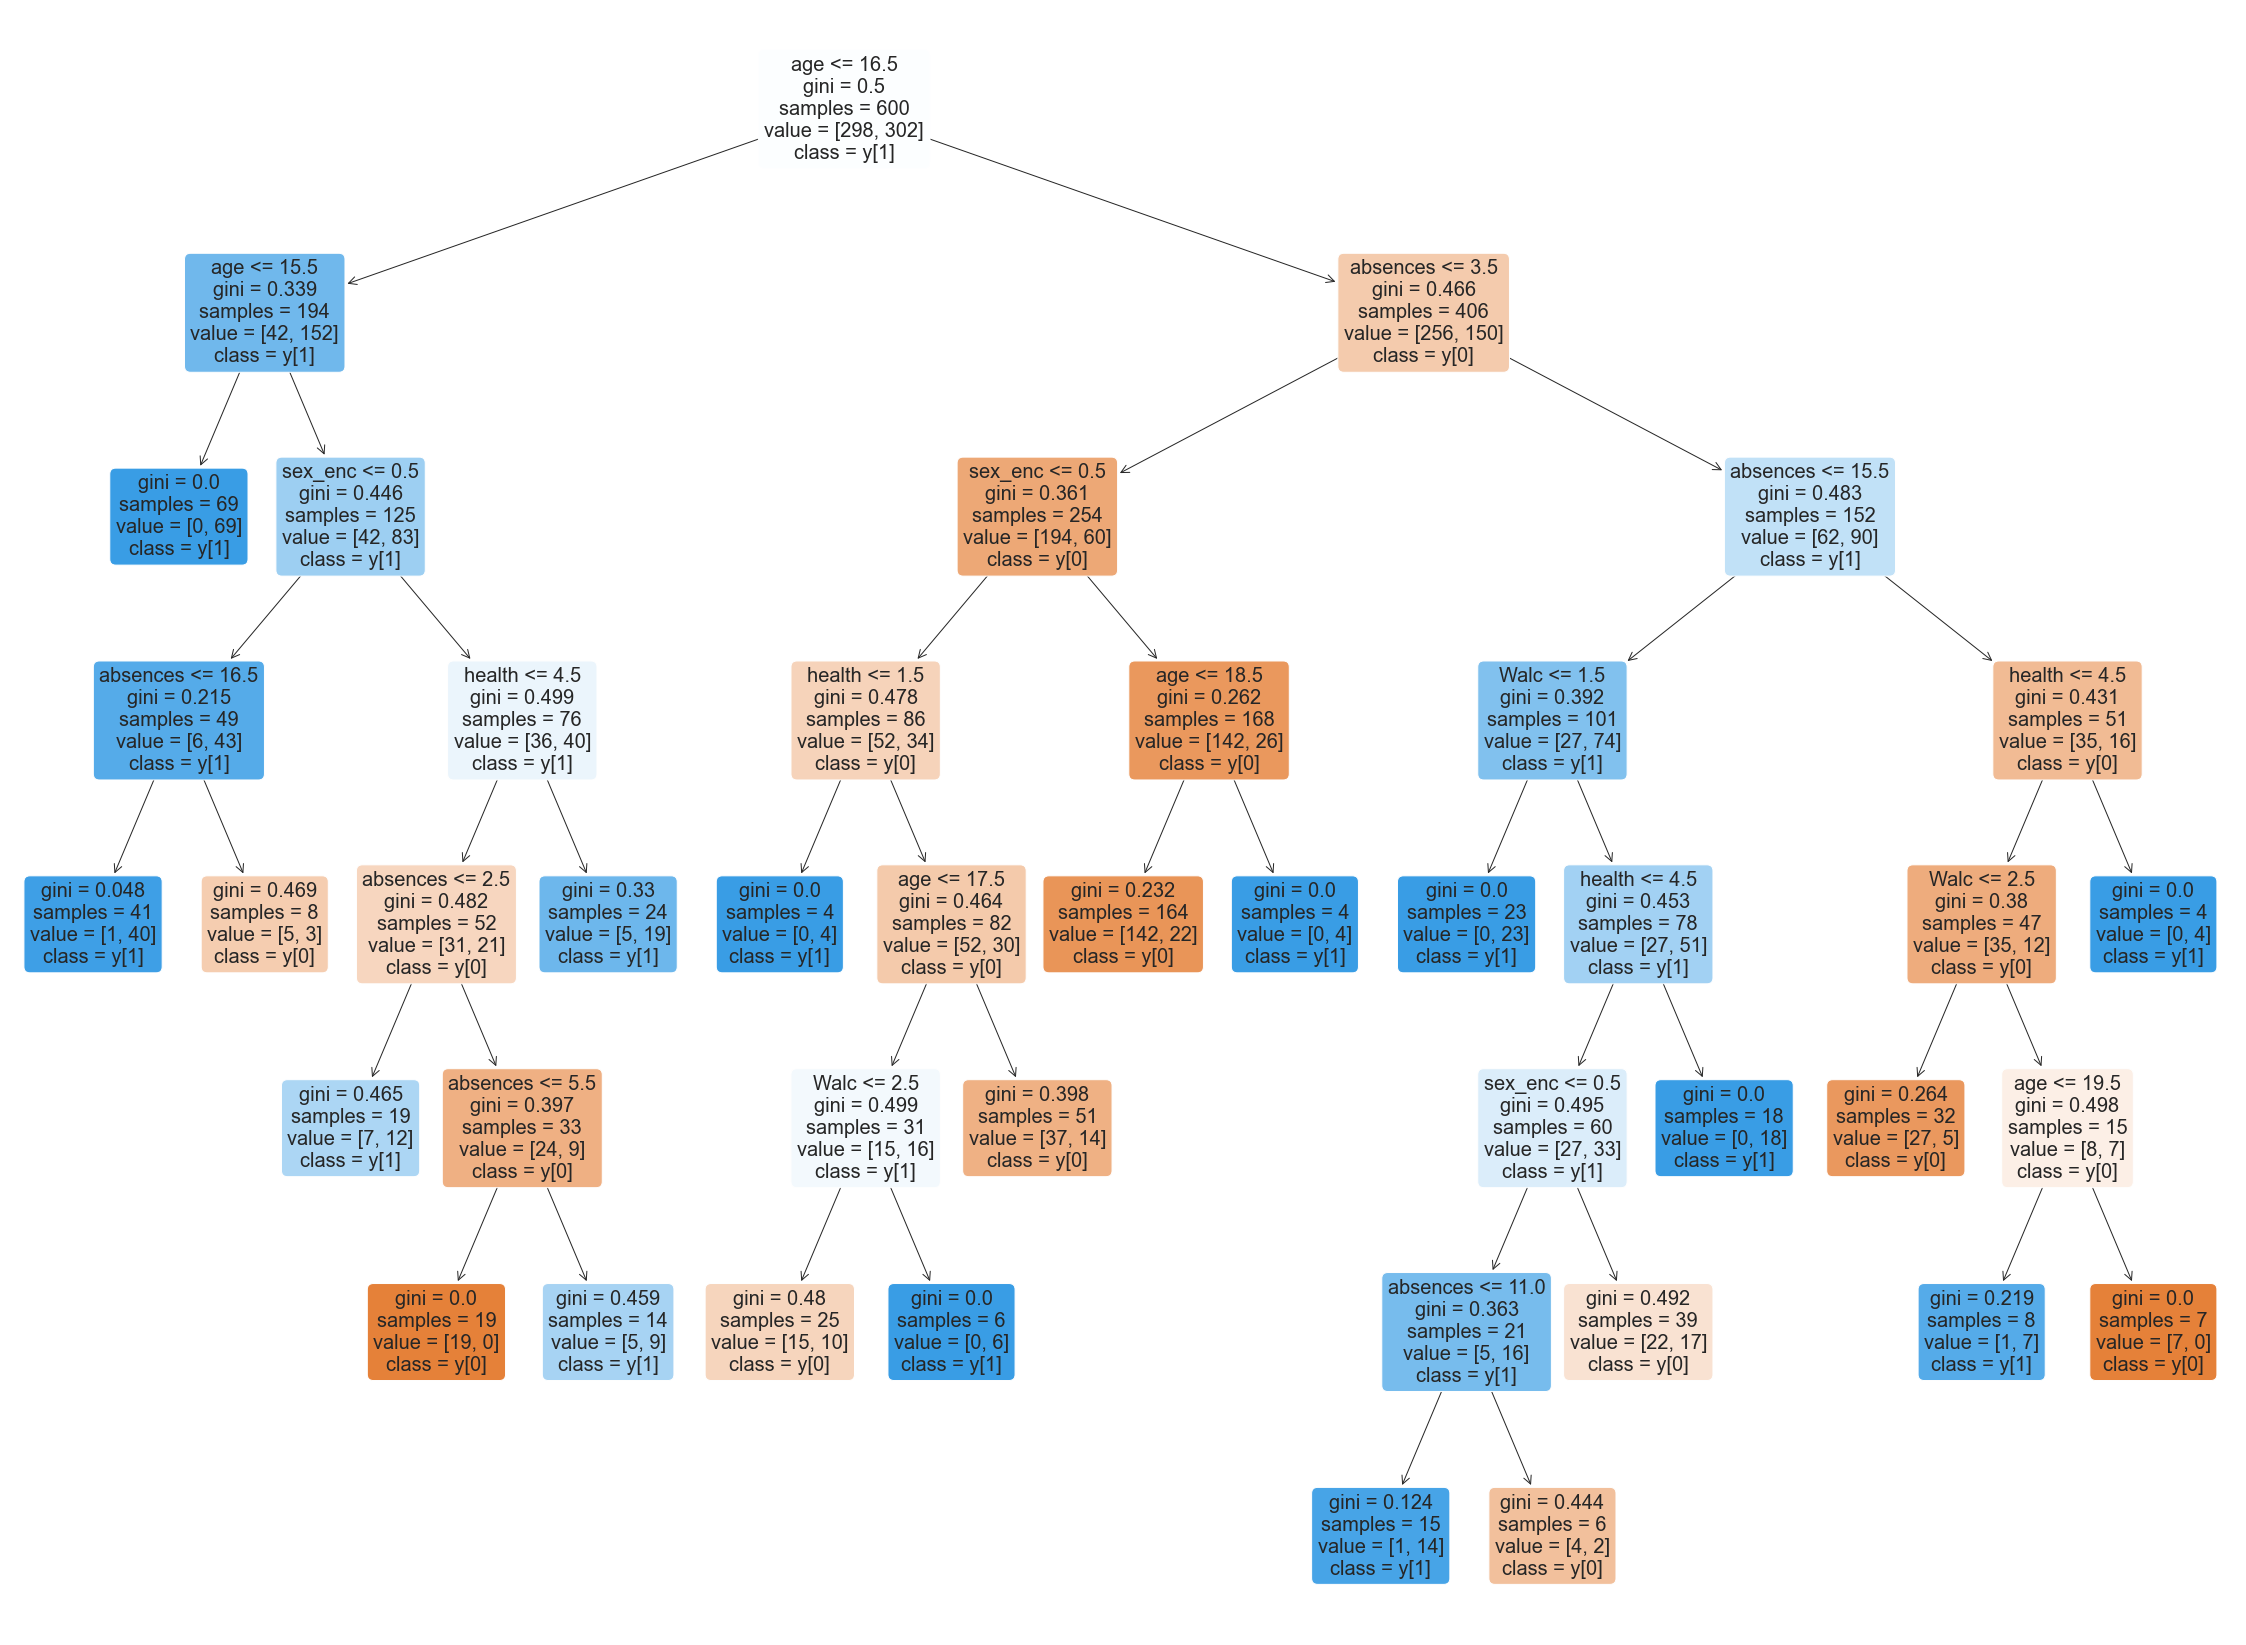 age <= 16.5
gini = 0.5
samples = 600
value = [298, 302]
class = y[1]
age <= 15.5
gini = 0.339
samples = 194
value = [42, 152]
class = y[1]
absences <= 3.5
gini = 0.466
samples = 406
value = [256, 150]
class = y[0]
gini = 0.0
samples = 69
value = [0, 69]
class = y[1]
sex_enc <= 0.5
gini = 0.446
samples = 125
value = [42, 83]
class = y[1]
sex_enc <= 0.5
gini = 0.361
samples = 254
value = [194, 60]
class = y[0]
absences <= 15.5
gini = 0.483
samples = 152
value = [62, 90]
class = y[1]
absences <= 16.5
gini = 0.215
samples = 49
value = [6, 43]
class = y[1]
health <= 4.5
gini = 0.499
samples = 76
value = [36, 40]
class = y[1]
health <= 1.5
gini = 0.478
samples = 86
value = [52, 34]
class = y[0]
age <= 18.5
gini = 0.262
samples = 168
value = [142, 26]
class = y[0]
Walc <= 1.5
gini = 0.392
samples = 101
value = [27, 74]
class = y[1]
health <= 4.5
gini = 0.431
samples = 51
value = [35, 16]
class = y[0]
gini = 0.048
samples = 41
value = [1, 40]
class = y[1]
gini = 0.469
samples = 8
value = [5, 3]
class = y[0]
absences <= 2.5
gini = 0.482
samples = 52
value = [31, 21]
class = y[0]
gini = 0.33
samples = 24
value = [5, 19]
class = y[1]
gini = 0.0
samples = 4
value = [0, 4]
class = y[1]
age <= 17.5
gini = 0.464
samples = 82
value = [52, 30]
class = y[0]
gini = 0.232
samples = 164
value = [142, 22]
class = y[0]
gini = 0.0
samples = 4
value = [0, 4]
class = y[1]
gini = 0.0
samples = 23
value = [0, 23]
class = y[1]
health <= 4.5
gini = 0.453
samples = 78
value = [27, 51]
class = y[1]
Walc <= 2.5
gini = 0.38
samples = 47
value = [35, 12]
class = y[0]
gini = 0.0
samples = 4
value = [0, 4]
class = y[1]
gini = 0.465
samples = 19
value = [7, 12]
class = y[1]
absences <= 5.5
gini = 0.397
samples = 33
value = [24, 9]
class = y[0]
Walc <= 2.5
gini = 0.499
samples = 31
value = [15, 16]
class = y[1]
gini = 0.398
samples = 51
value = [37, 14]
class = y[0]
sex_enc <= 0.5
gini = 0.495
samples = 60
value = [27, 33]
class = y[1]
gini = 0.0
samples = 18
value = [0, 18]
class = y[1]
gini = 0.264
samples = 32
value = [27, 5]
class = y[0]
age <= 19.5
gini = 0.498
samples = 15
value = [8, 7]
class = y[0]
gini = 0.0
samples = 19
value = [19, 0]
class = y[0]
gini = 0.459
samples = 14
value = [5, 9]
class = y[1]
gini = 0.48
samples = 25
value = [15, 10]
class = y[0]
gini = 0.0
samples = 6
value = [0, 6]
class = y[1]
absences <= 11.0
gini = 0.363
samples = 21
value = [5, 16]
class = y[1]
gini = 0.492
samples = 39
value = [22, 17]
class = y[0]
gini = 0.219
samples = 8
value = [1, 7]
class = y[1]
gini = 0.0
samples = 7
value = [7, 0]
class = y[0]
gini = 0.124
samples = 15
value = [1, 14]
class = y[1]
gini = 0.444
samples = 6
value = [4, 2]
class = y[0]